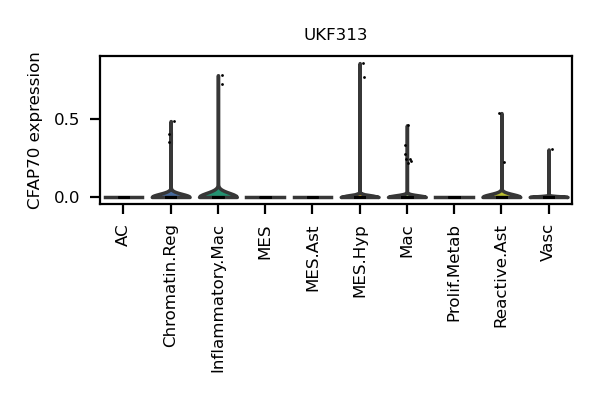 UKF313
CFAP70 expression
0.5
0.0
AC
Chromatin.Reg
Inflammatory.Mac
MES
MES.Ast
MES.Hyp
Mac
Prolif.Metab
Reactive.Ast
Vasc